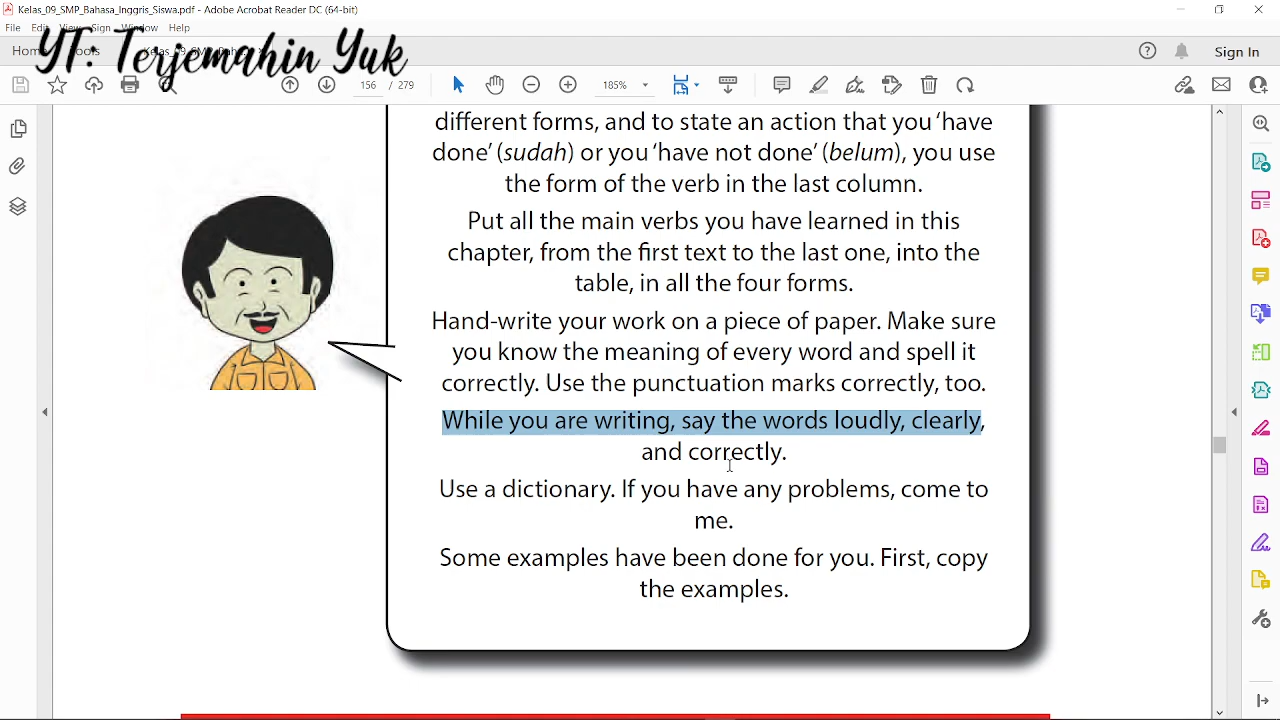 Kelas_09_SMP_Bahasa_Inggris_Siswa.pdf - Adobe Acrobat Reader DC (64-bit)
File Edit View Sign Window Help
YT: Terjemahin Yuk
Home Tools Sign In
156 / 279 185%
different forms, and to state an action that you ‘have
done’ (sudah) or you ‘have not done’ (belum), you use
the form of the verb in the last column.
Put all the main verbs you have learned in this
chapter, from the first text to the last one, into the
table, in all the four forms.
Hand-write your work on a piece of paper. Make sure
you know the meaning of every word and spell it
correctly. Use the punctuation marks correctly, too.
While you are writing, say the words loudly, clearly,
and correctly.
Use a dictionary. If you have any problems, come to
me.
Some examples have been done for you. First, copy
the examples.